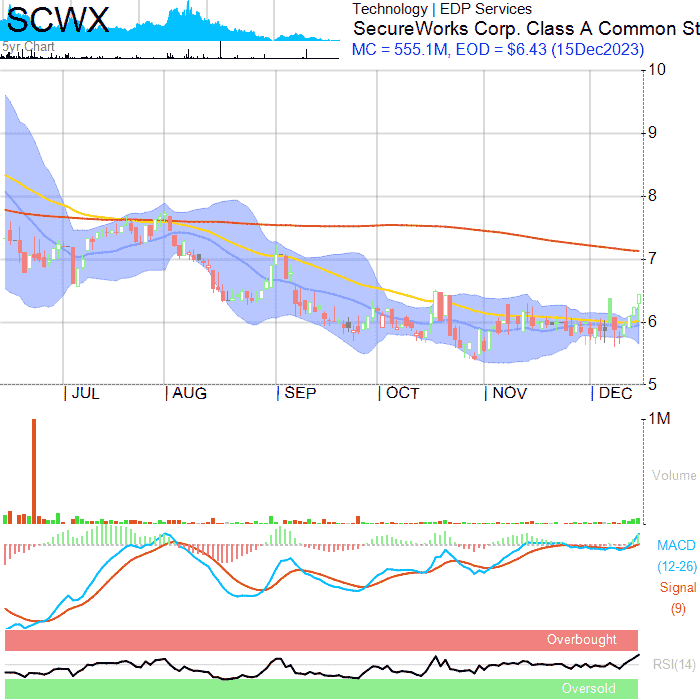 SCWX
5yr Chart
Technology | EDP Services
SecureWorks Corp. Class A Common St
MC = 555.1M, EOD = $6.43 (15Dec2023)
10
9
8
7
6
5
| JUL | AUG | SEP | OCT | NOV | DEC
1M
Volume
MACD
(12-26)
Signal
(9)
Overbought
RSI(14)
Oversold